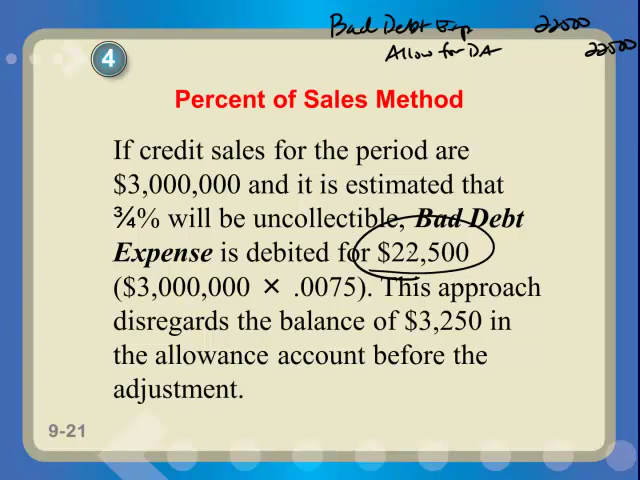 Bad Debt Exp 22500
Allow for DA 22500
4
Percent of Sales Method
If credit sales for the period are
$3,000,000 and it is estimated that
¾% will be uncollectible, Bad Debt
Expense is debited for $22,500
($3,000,000 × .0075). This approach
disregards the balance of $3,250 in
the allowance account before the
adjustment.
9-21